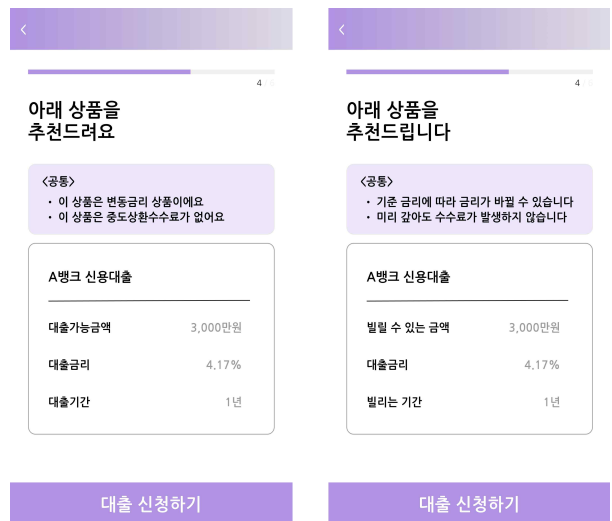 4 / 6
아래 상품을
추천드려요
<공통>
• 이 상품은 변동금리 상품이에요
• 이 상품은 중도상환수수료가 없어요
A뱅크 신용대출
대출가능금액 3,000만원
대출금리 4.17%
대출기간 1년
대출 신청하기
4 / 6
아래 상품을
추천드립니다
<공통>
• 기준 금리에 따라 금리가 바뀔 수 있습니다
• 미리 갚아도 수수료가 발생하지 않습니다
A뱅크 신용대출
빌릴 수 있는 금액 3,000만원
대출금리 4.17%
빌리는 기간 1년
대출 신청하기